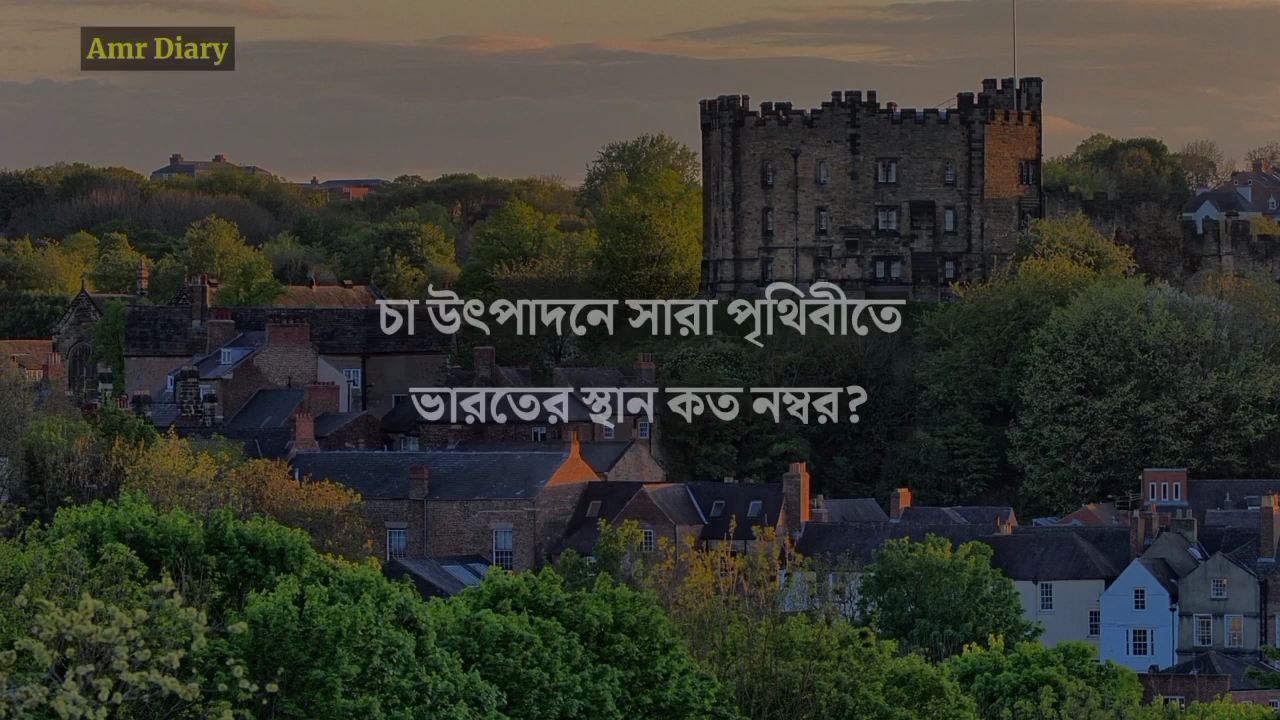 Amr Diary
চা উৎপাদনে সারা পৃথিবীতে
ভারতের স্থান কত নম্বর?